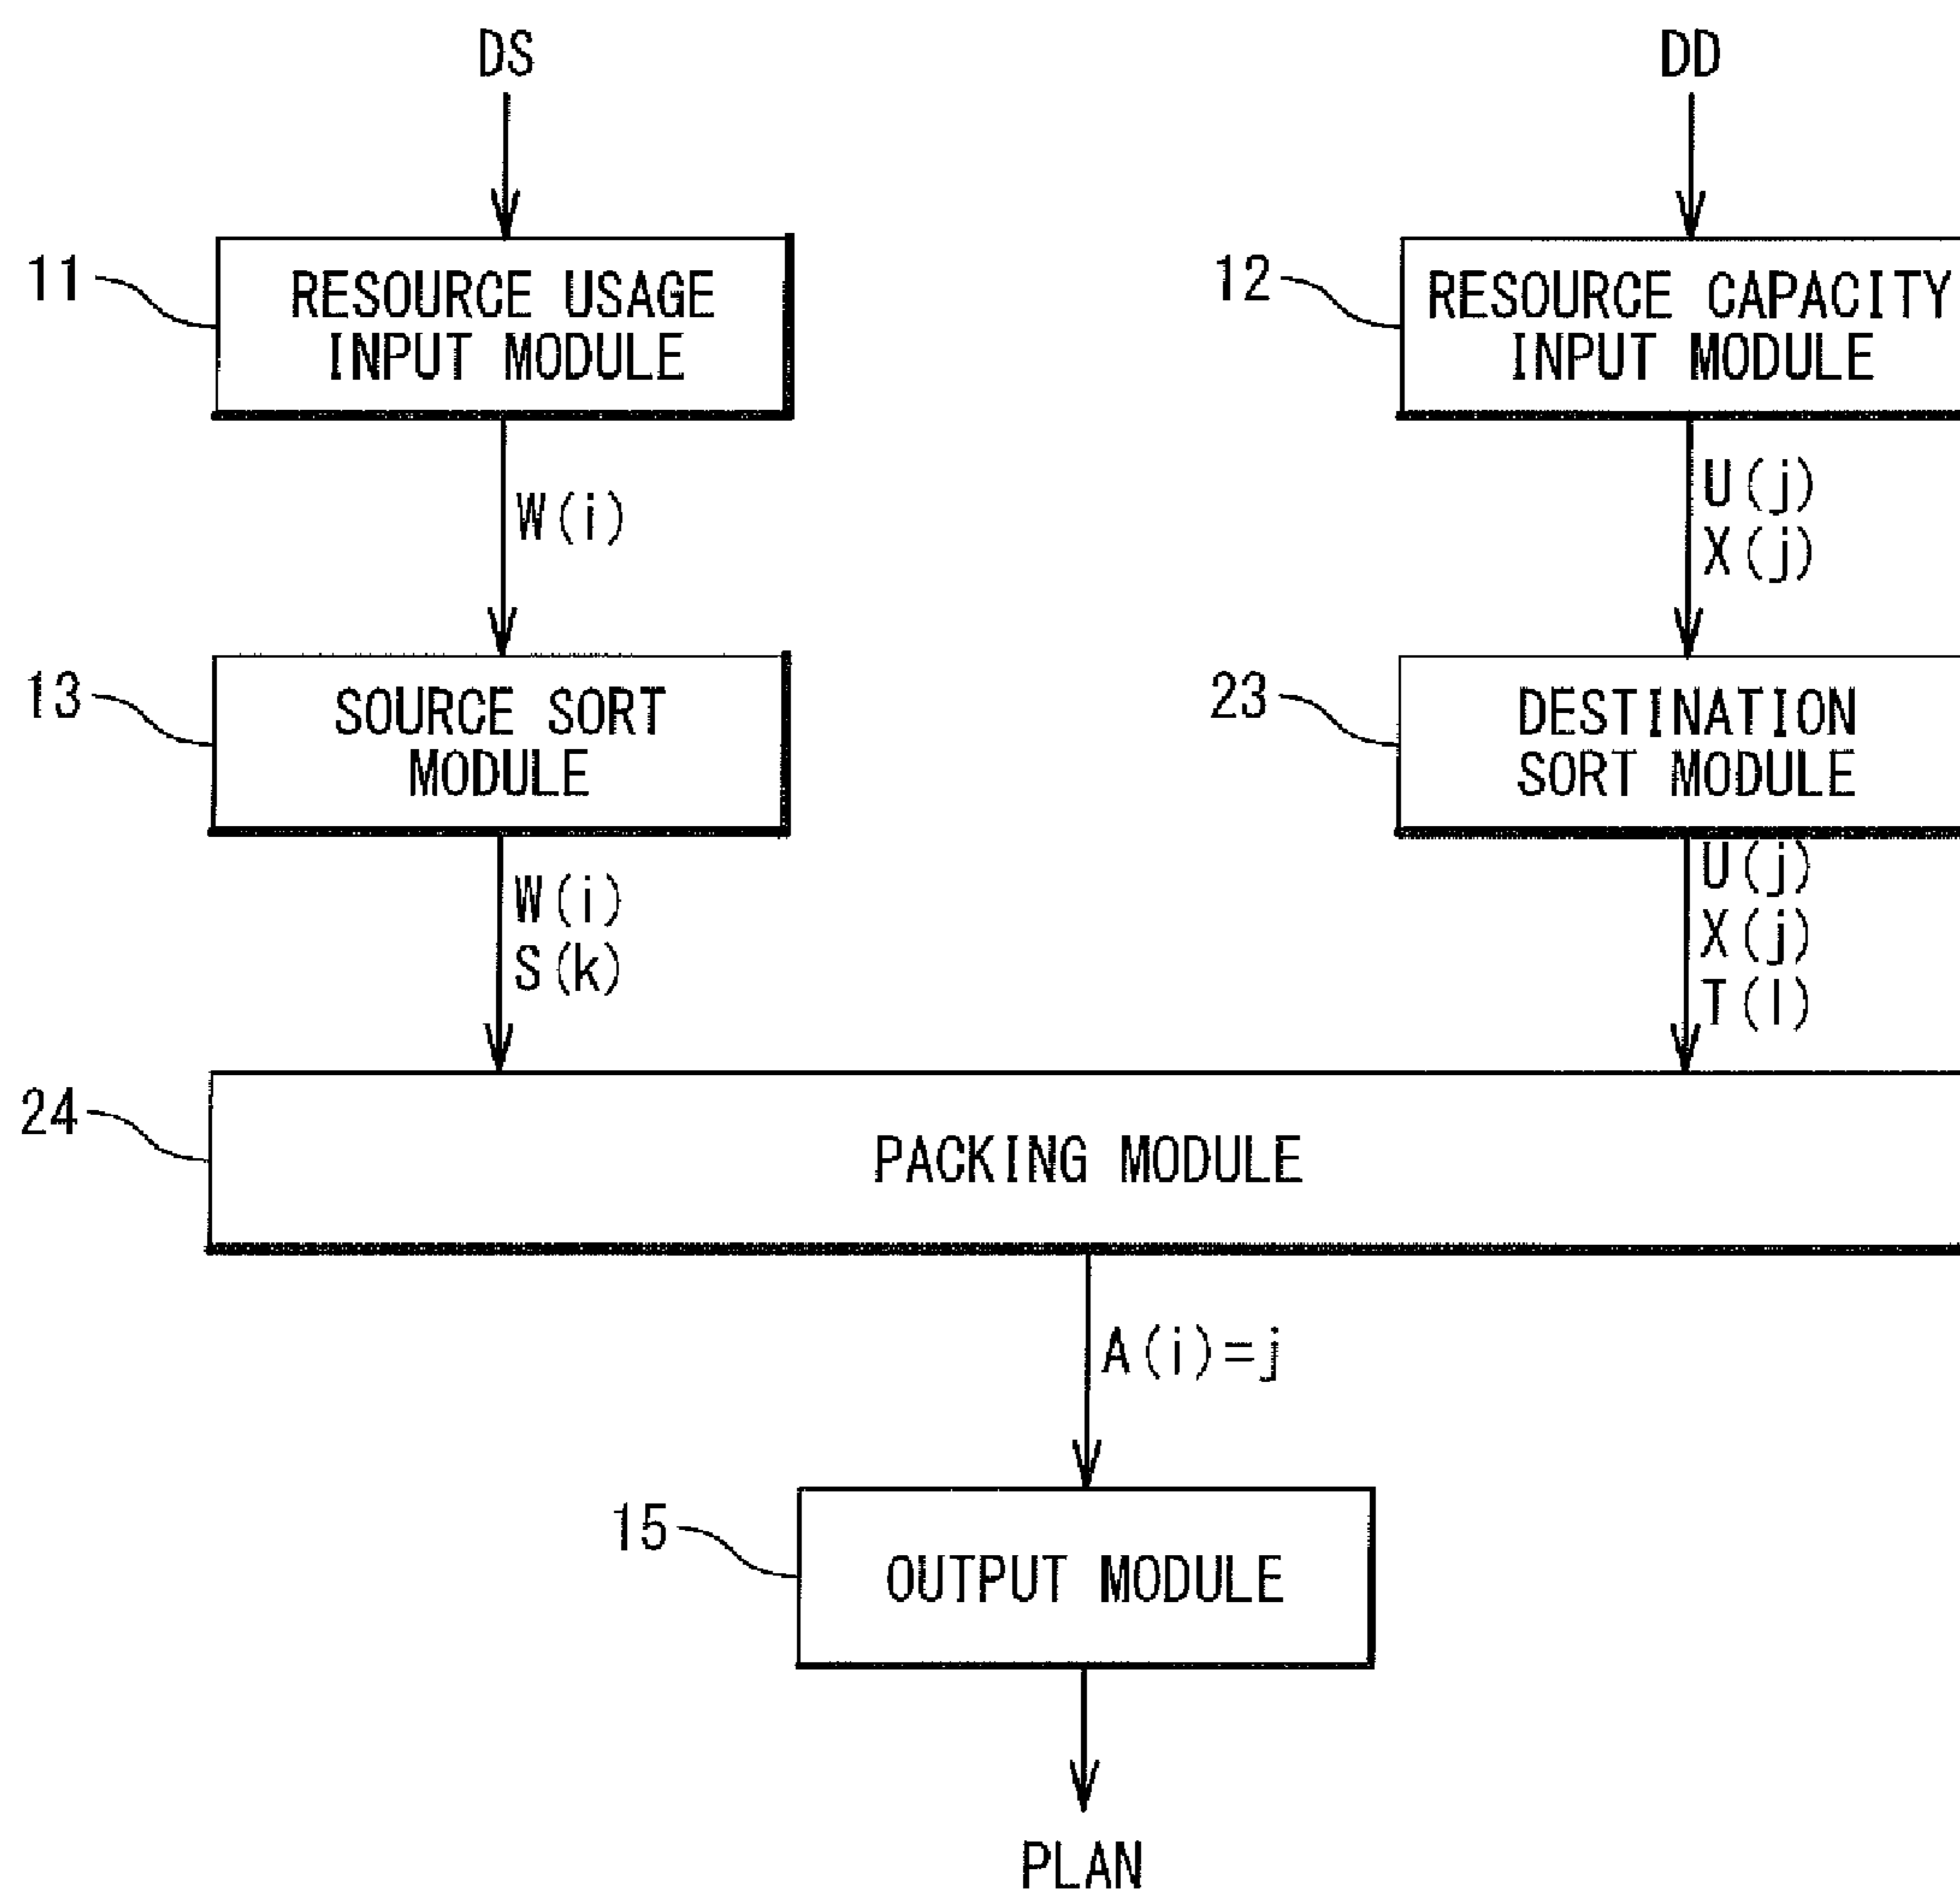 DS
DD
11
RESOURCE USAGE
INPUT MODULE
12
RESOURCE CAPACITY
INPUT MODULE
W(i)
U(j)
X(j)
13
SOURCE SORT
MODULE
23
DESTINATION
SORT MODULE
W(i)
S(k)
U(j)
X(j)
T(l)
24
PACKING MODULE
A(i)=j
15
OUTPUT MODULE
PLAN